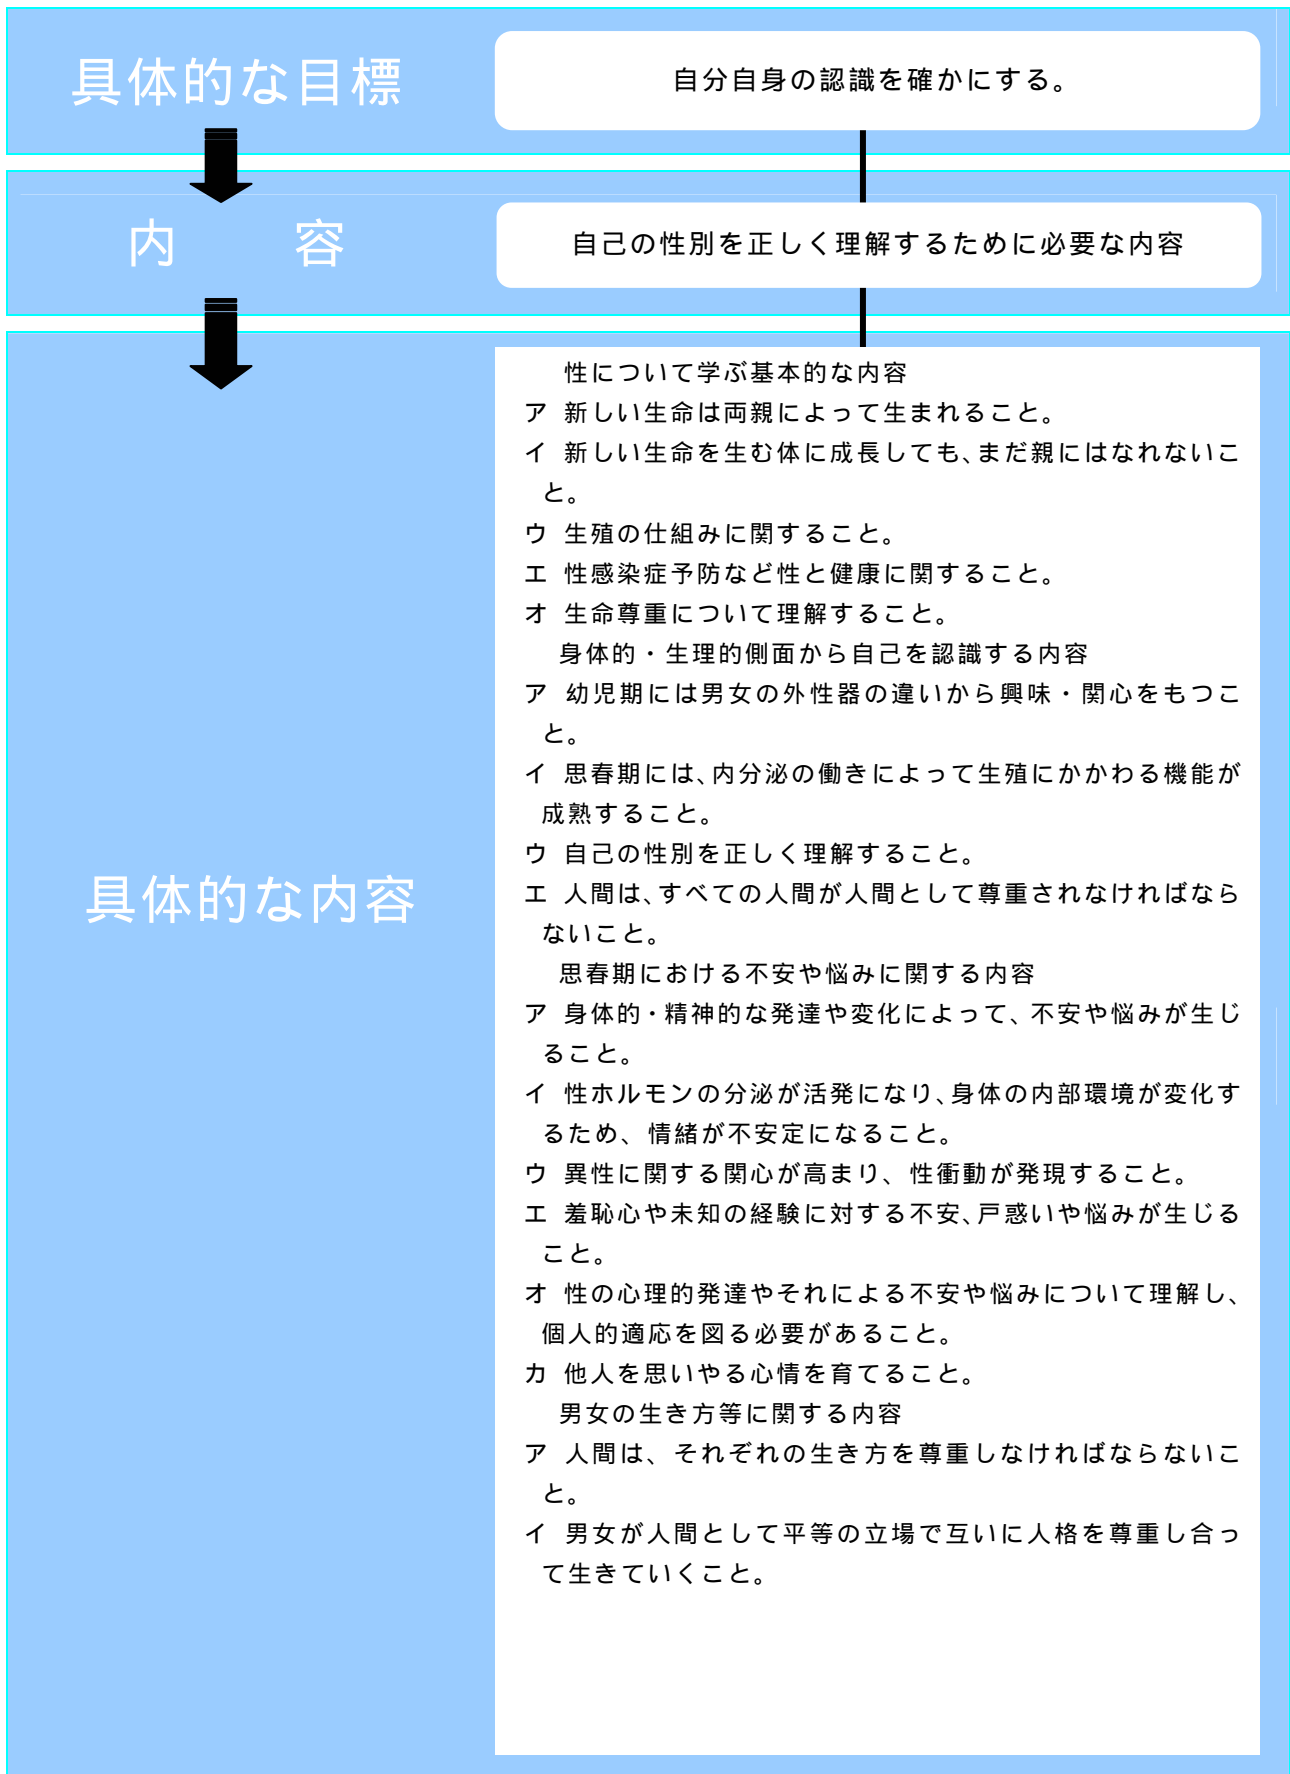 具体的な目標
自分自身の認識を確かにする。
内　　容
自己の性別を正しく理解するために必要な内容
具体的な内容
性について学ぶ基本的な内容
ア 新しい生命は両親によって生まれること。
イ 新しい生命を生む体に成長しても、まだ親にはなれないこ
と。
ウ 生殖の仕組みに関すること。
エ 性感染症予防など性と健康に関すること。
オ 生命尊重について理解すること。
身体的・生理的側面から自己を認識する内容
ア 幼児期には男女の外性器の違いから興味・関心をもつこ
と。
イ 思春期には、内分泌の働きによって生殖にかかわる機能が
成熟すること。
ウ 自己の性別を正しく理解すること。
エ 人間は、すべての人間が人間として尊重されなければなら
ないこと。
思春期における不安や悩みに関する内容
ア 身体的・精神的な発達や変化によって、不安や悩みが生じ
ること。
イ 性ホルモンの分泌が活発になり、身体の内部環境が変化す
るため、情緒が不安定になること。
ウ 異性に関する関心が高まり、性衝動が発現すること。
エ 羞恥心や未知の経験に対する不安、戸惑いや悩みが生じる
こと。
オ 性の心理的発達やそれによる不安や悩みについて理解し、
個人的適応を図る必要があること。
カ 他人を思いやる心情を育てること。
男女の生き方等に関する内容
ア 人間は、それぞれの生き方を尊重しなければならないこ
と。
イ 男女が人間として平等の立場で互いに人格を尊重し合っ
て生きていくこと。